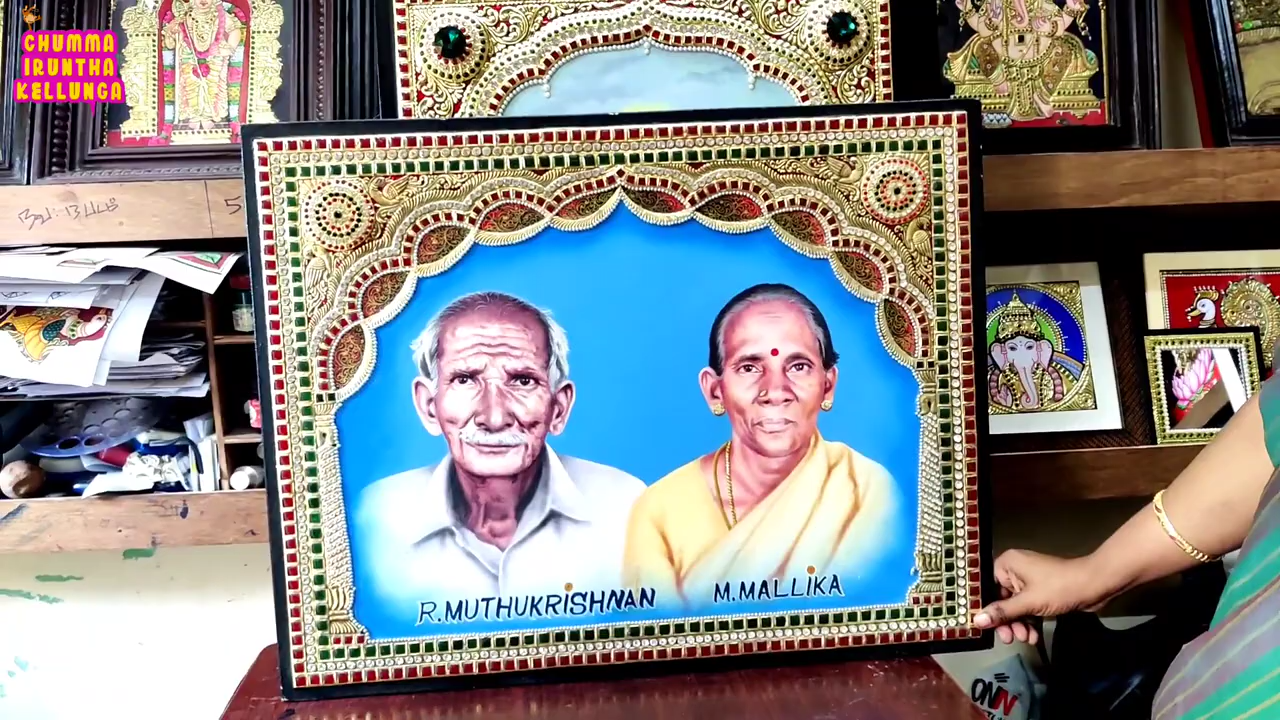 CHUMMA
IRUNTHA
KELLUNGA
R.MUTHUKRISHNAN
M.MALLIKA